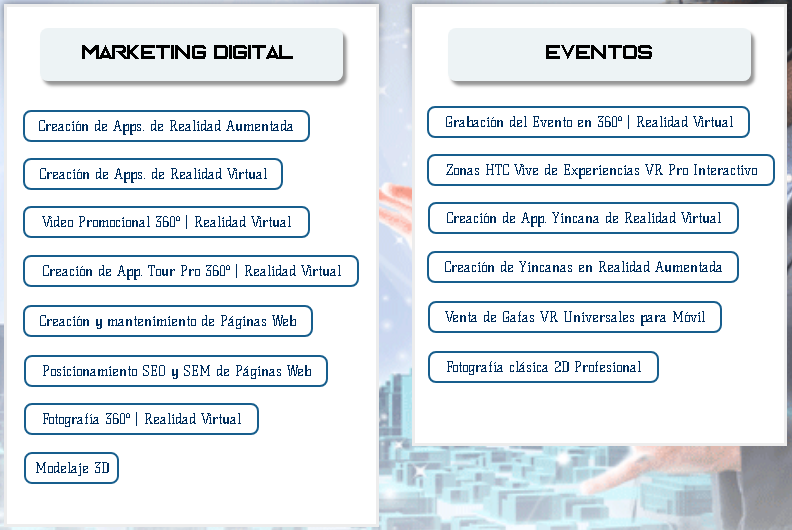 MARKETING DIGITAL
Creación de Apps. de Realidad Aumentada
Creación de Apps. de Realidad Virtual
Video Promocional 360º | Realidad Virtual
Creación de App. Tour Pro 360º | Realidad Virtual
Creación y mantenimiento de Páginas Web
Posicionamiento SEO y SEM de Páginas Web
Fotografía 360º | Realidad Virtual
Modelaje 3D
EVENTOS
Grabación del Evento en 360º | Realidad Virtual
Zonas HTC Vive de Experiencias VR Pro Interactivo
Creación de App. Yincana de Realidad Virtual
Creación de Yincanas en Realidad Aumentada
Venta de Gafas VR Universales para Móvil
Fotografía clásica 2D Profesional